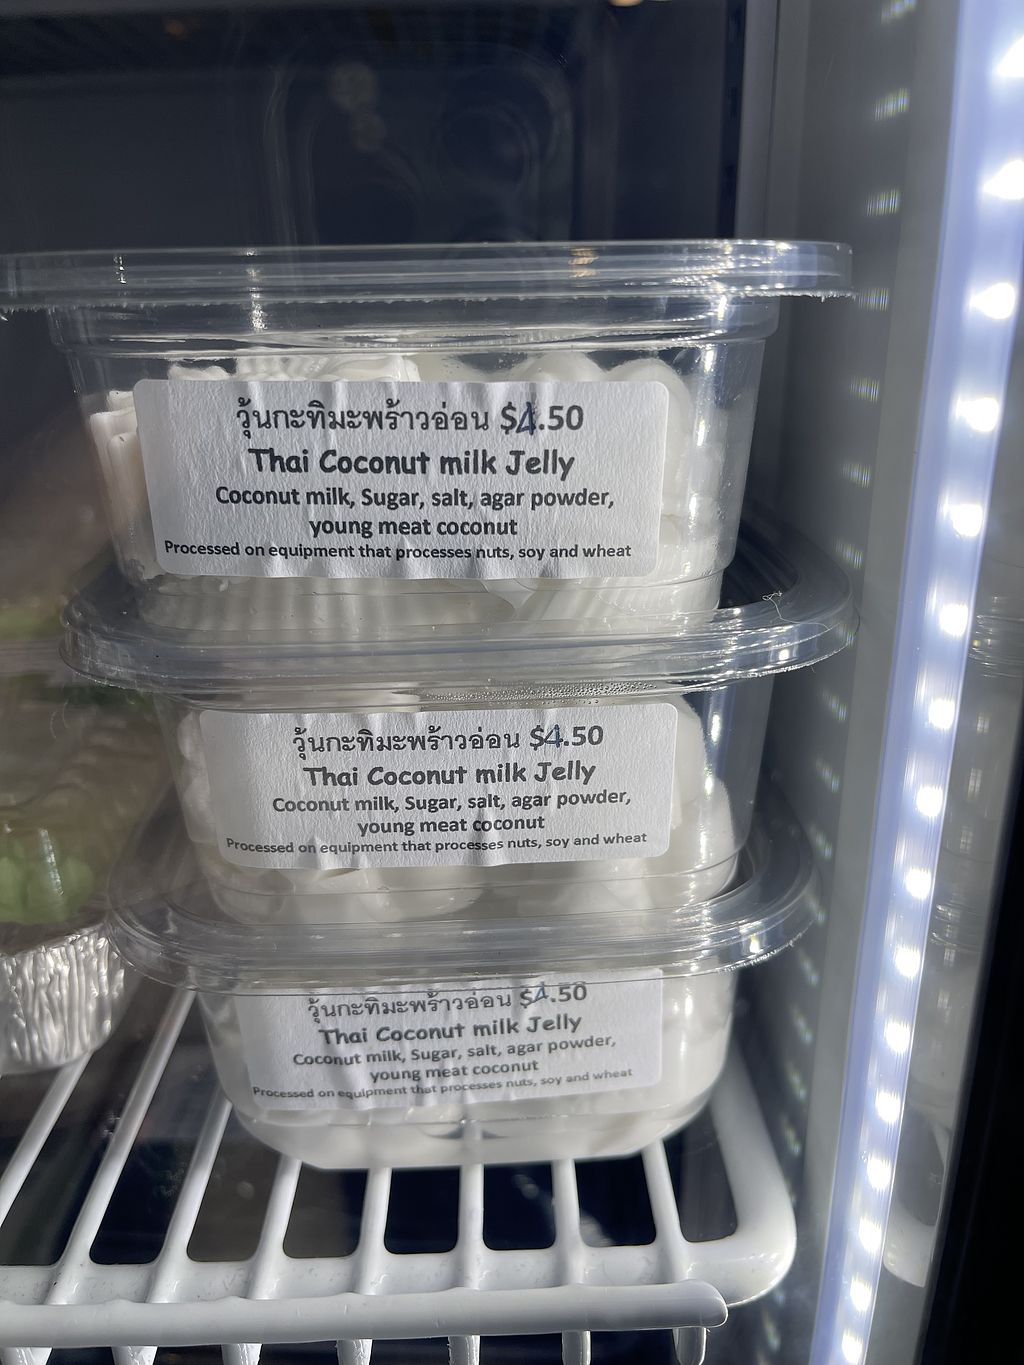 วุ้นกะทิมะพร้าวอ่อน $4.50
Thai Coconut milk Jelly
Coconut milk, Sugar, salt, agar powder,
young meat coconut
Processed on equipment that processes nuts, soy and wheat
วุ้นกะทิมะพร้าวอ่อน $4.50
Thai Coconut milk Jelly
Coconut milk, Sugar, salt, agar powder,
young meat coconut
Processed on equipment that processes nuts, soy and wheat
วุ้นกะทิมะพร้าวอ่อน $4.50
Thai Coconut milk Jelly
Coconut milk, Sugar, salt, agar powder,
young meat coconut
Processed on equipment that processes nuts, soy and wheat